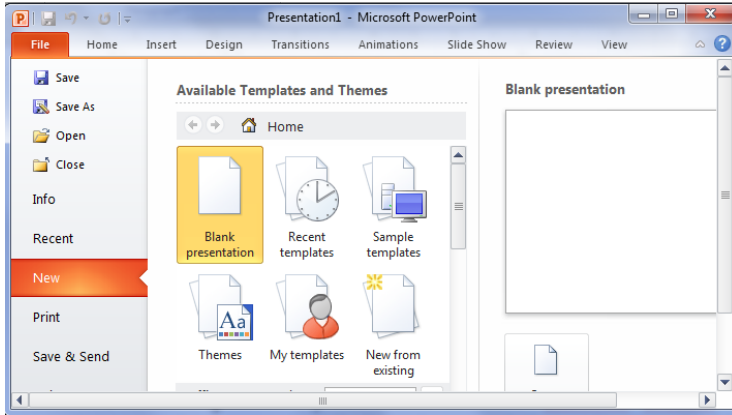 Presentation1 - Microsoft PowerPoint
File Home Insert Design Transitions Animations Slide Show Review View
Save
Save As
Open
Close
Info
Recent
New
Print
Save & Send
Available Templates and Themes
Home
Blank presentation
Recent templates
Sample templates
Themes
My templates
New from existing
Blank presentation